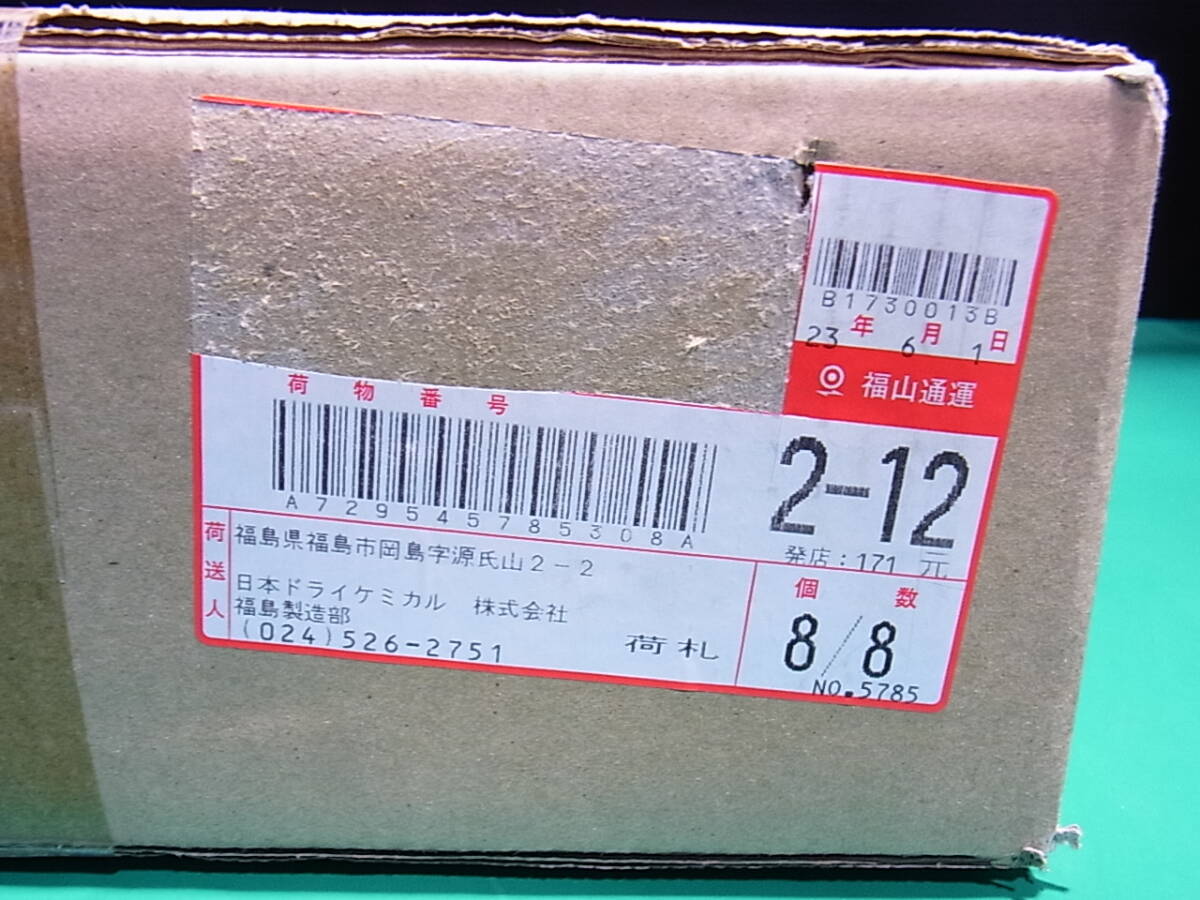 B1730013B
23年6月1日
福山通運
荷物番号
A729545785308A
2-12
発店:171 元
荷送人
福島県福島市岡島字源氏山2-2
日本ドライケミカル 株式会社
福島製造部
(024)526-2751
荷札
個数
8/8
NO.5785